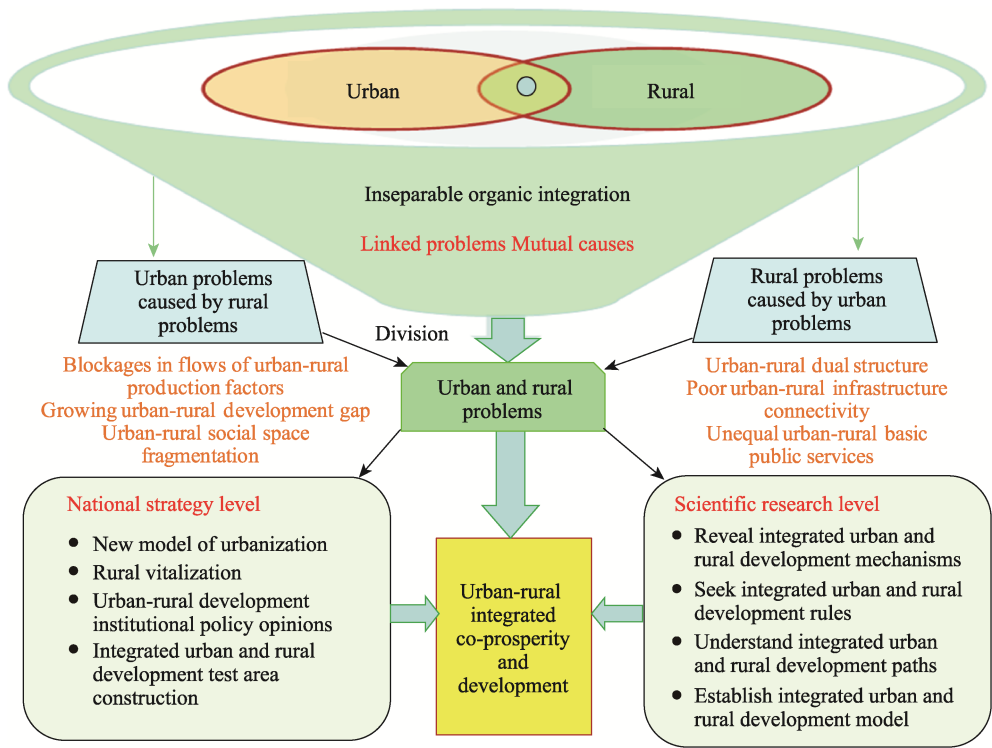 Urban
Rural
Inseparable organic integration
Linked problems Mutual causes
Urban problems
caused by rural
problems
Rural problems
caused by urban
problems
Division
Blockages in flows of urban-rural
production factors
Growing urban-rural development gap
Urban-rural social space
fragmentation
Urban and rural
problems
Urban-rural dual structure
Poor urban-rural infrastructure
connectivity
Unequal urban-rural basic
public services
National strategy level
● New model of urbanization
● Rural vitalization
● Urban-rural development
institutional policy opinions
● Integrated urban and rural
development test area
construction
Urban-rural
integrated
co-prosperity
and
development
Scientific research level
● Reveal integrated urban and
rural development mechanisms
● Seek integrated urban and rural
development rules
● Understand integrated urban
and rural development paths
● Establish integrated urban and
rural development model